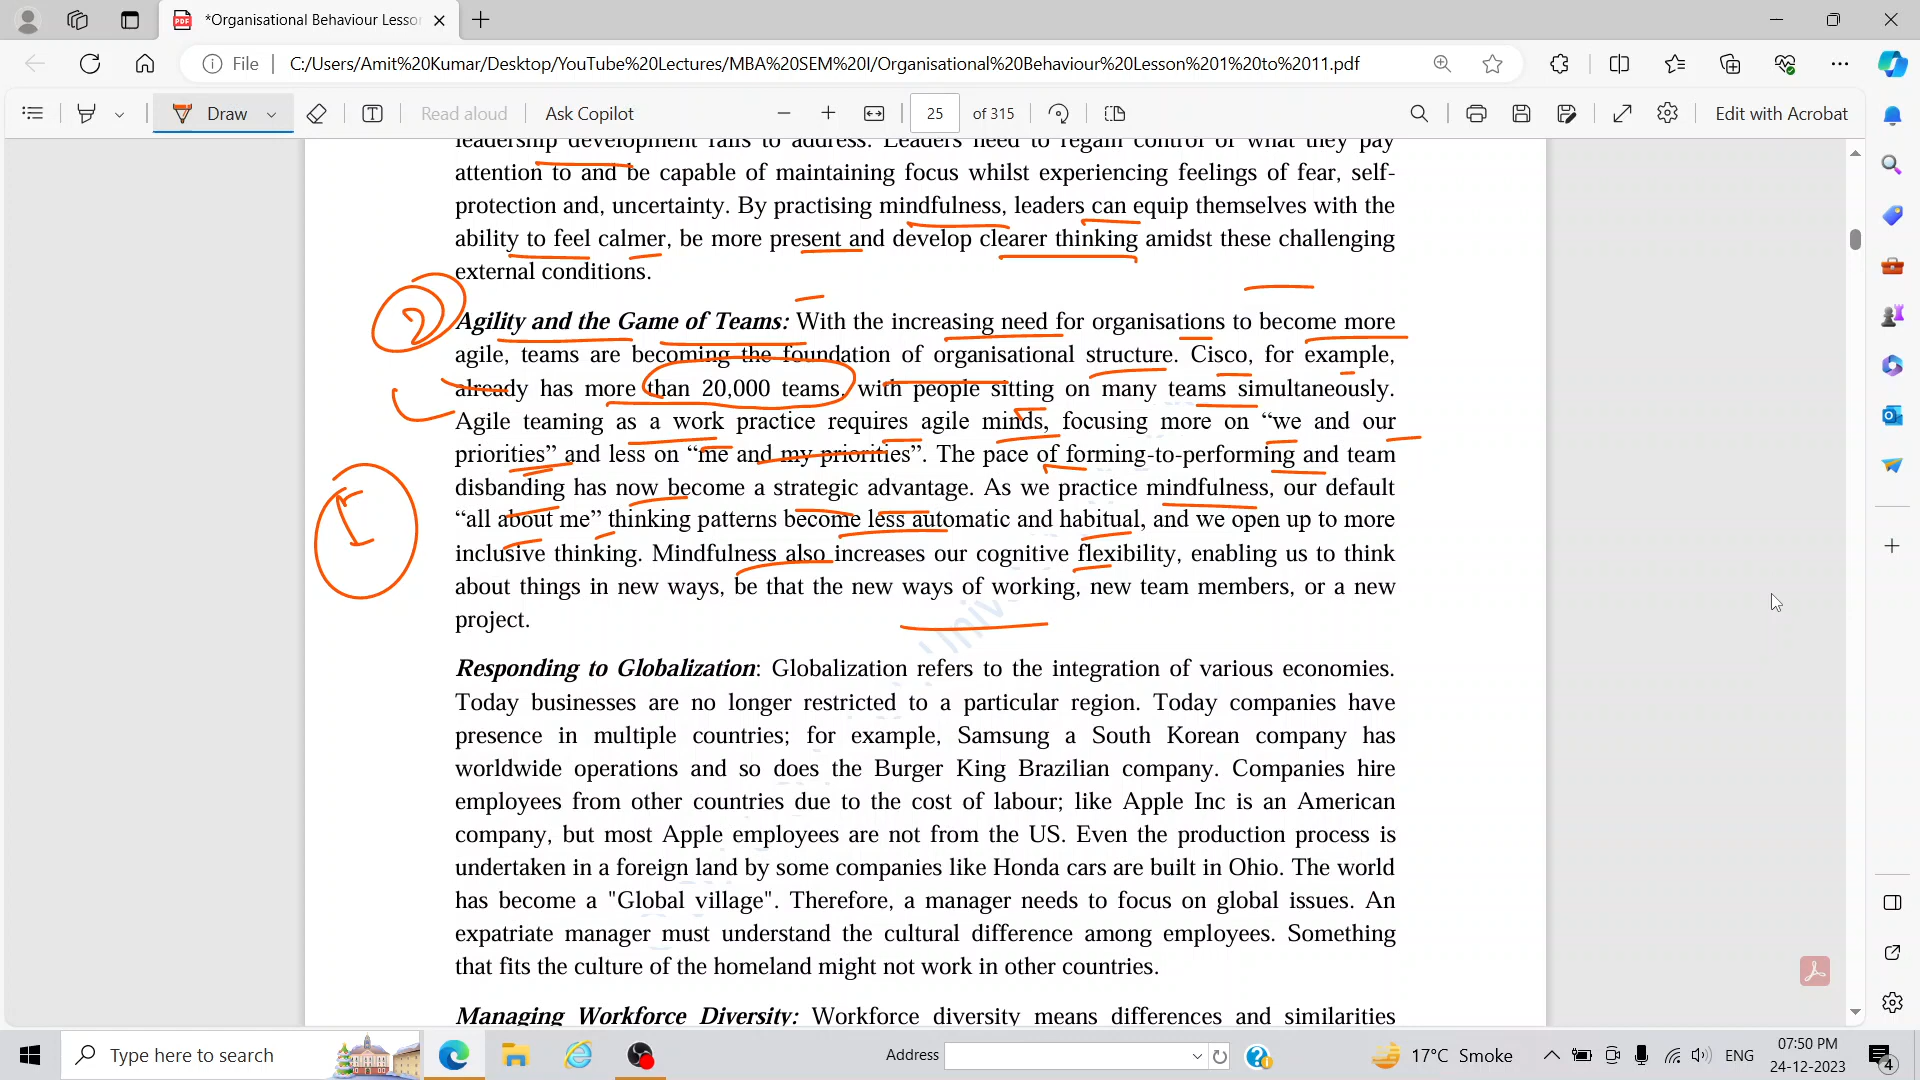 *Organisational Behaviour Lesso
File
C:/Users/Amit%20Kumar/Desktop/YouTube%20Lectures/MBA%20SEM%20I/Organisational%20Behaviour%20Lesson%201%20to%2011.pdf
Draw
Read aloud
Ask Copilot
25 of 315
Edit with Acrobat
leadership development fails to address. Leaders need to regain control of what they pay
attention to and be capable of maintaining focus whilst experiencing feelings of fear, self-
protection and, uncertainty. By practising mindfulness, leaders can equip themselves with the
ability to feel calmer, be more present and develop clearer thinking amidst these challenging
external conditions.
2
Agility and the Game of Teams: With the increasing need for organisations to become more
agile, teams are becoming the foundation of organisational structure. Cisco, for example,
already has more than 20,000 teams, with people sitting on many teams simultaneously.
Agile teaming as a work practice requires agile minds, focusing more on “we and our
priorities” and less on “me and my priorities”. The pace of forming-to-performing and team
disbanding has now become a strategic advantage. As we practice mindfulness, our default
“all about me” thinking patterns become less automatic and habitual, and we open up to more
I
inclusive thinking. Mindfulness also increases our cognitive flexibility, enabling us to think
about things in new ways, be that the new ways of working, new team members, or a new
project.
Responding to Globalization: Globalization refers to the integration of various economies.
Today businesses are no longer restricted to a particular region. Today companies have
presence in multiple countries; for example, Samsung a South Korean company has
worldwide operations and so does the Burger King Brazilian company. Companies hire
employees from other countries due to the cost of labour; like Apple Inc is an American
company, but most Apple employees are not from the US. Even the production process is
undertaken in a foreign land by some companies like Honda cars are built in Ohio. The world
has become a "Global village". Therefore, a manager needs to focus on global issues. An
expatriate manager must understand the cultural difference among employees. Something
that fits the culture of the homeland might not work in other countries.
Managing Workforce Diversity: Workforce diversity means differences and similarities
Type here to search
Address
17°C Smoke
ENG
07:50 PM
24-12-2023
4